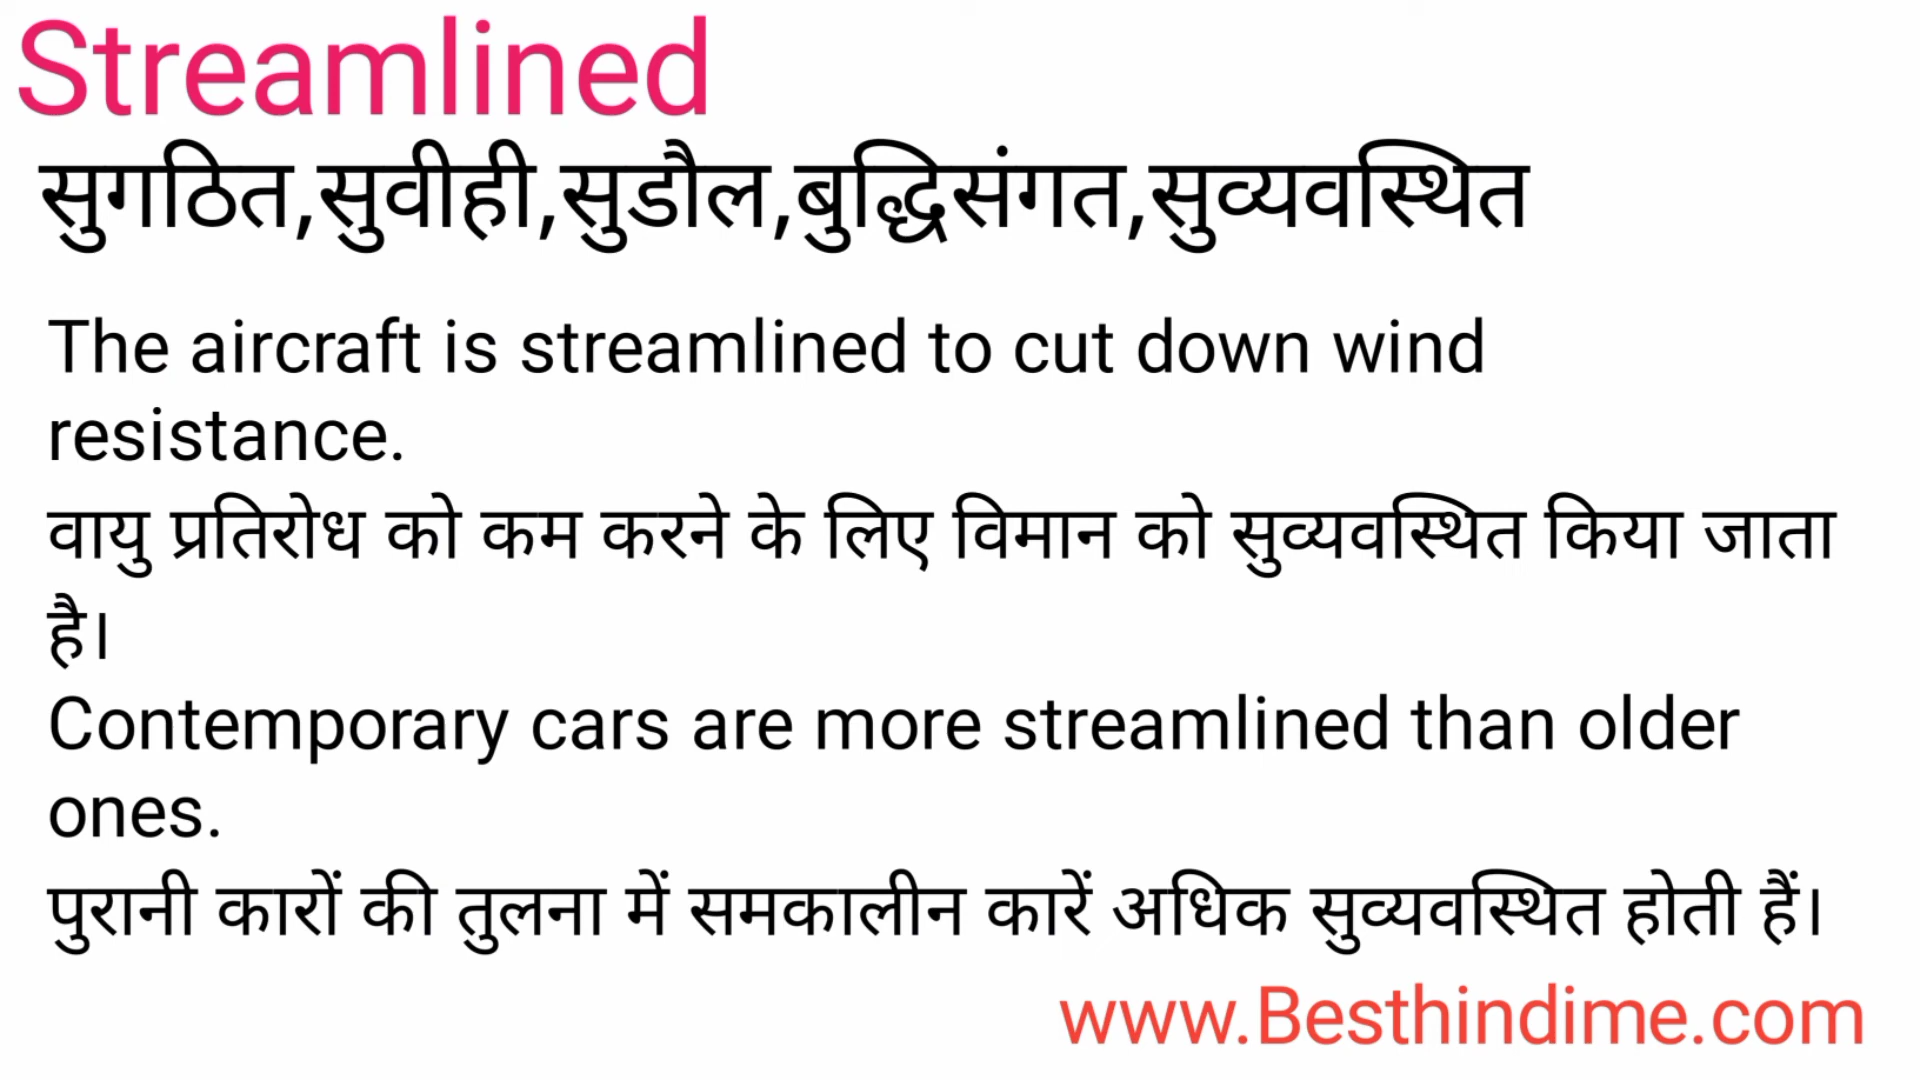 Streamlined
सुगठित,सुवीही,सुडौल,बुद्धिसंगत,सुव्यवस्थित
The aircraft is streamlined to cut down wind
resistance.
वायु प्रतिरोध को कम करने के लिए विमान को सुव्यवस्थित किया जाता
है।
Contemporary cars are more streamlined than older
ones.
पुरानी कारों की तुलना में समकालीन कारें अधिक सुव्यवस्थित होती हैं।
www.Besthindime.com